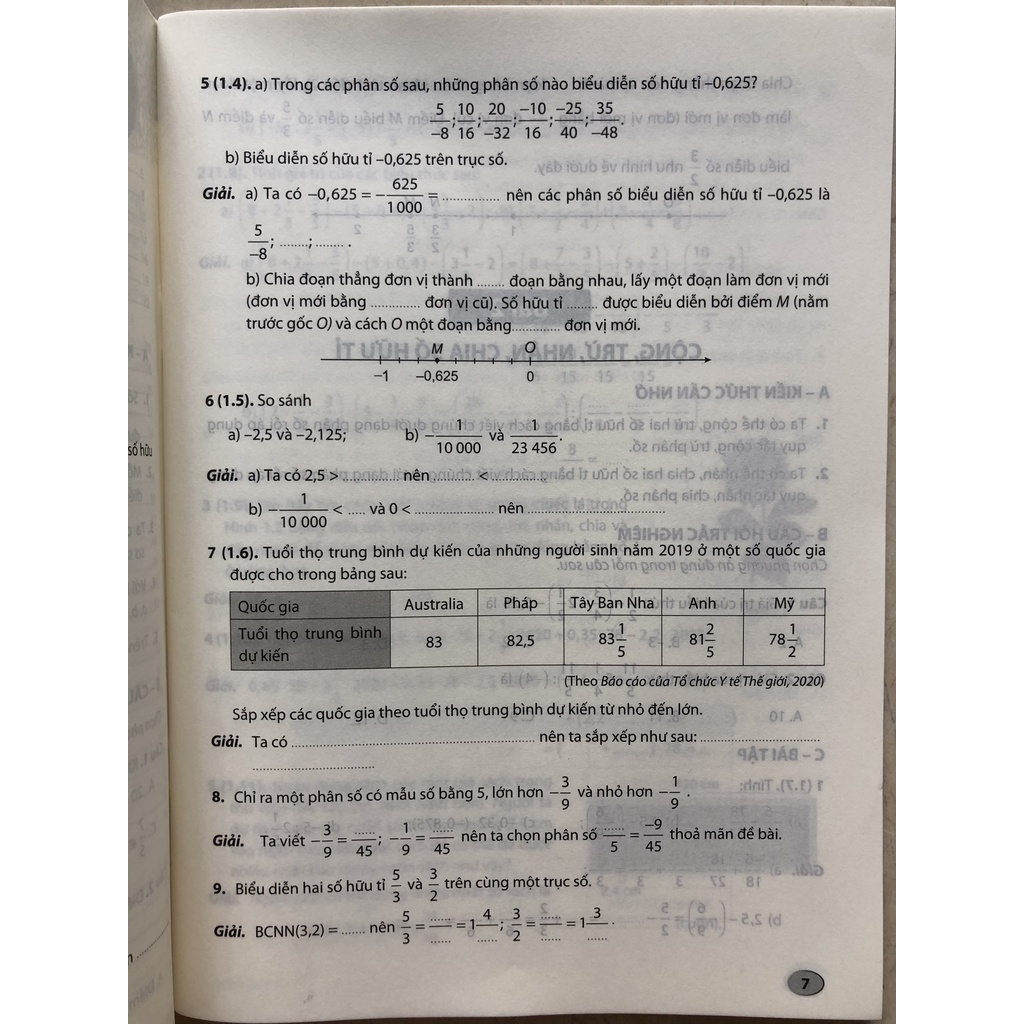 5 (1.4). a) Trong các phân số sau, những phân số nào biểu diễn số hữu tỉ –0,625?
5/-8; 10/16; 20/-32; -10/16; -25/40; 35/-48.
b) Biểu diễn số hữu tỉ –0,625 trên trục số.
Giải. a) Ta có –0,625 = –625/1000 = ................ nên các phân số biểu diễn số hữu tỉ –0,625 là
5/-8; ........; ........ .
b) Chia đoạn thẳng đơn vị thành ....... đoạn bằng nhau, lấy một đoạn làm đơn vị mới
(đơn vị mới bằng ............. đơn vị cũ). Số hữu tỉ ........ được biểu diễn bởi điểm M (nằm
trước gốc O) và cách O một đoạn bằng............. đơn vị mới.
M O
–1 –0,625 0
6 (1.5). So sánh
a) –2,5 và –2,125; b) –1/10 000 và 1/23 456.
Giải. a) Ta có 2,5 > ...................... nên ........... < ...............
b) –1/10 000 < ..... và 0 < .................... nên .....................................
7 (1.6). Tuổi thọ trung bình dự kiến của những người sinh năm 2019 ở một số quốc gia
được cho trong bảng sau:
Quốc gia Australia Pháp Tây Ban Nha Anh Mỹ
Tuổi thọ trung bình dự kiến 83 82,5 83 1/5 81 2/5 78 1/2
(Theo Báo cáo của Tổ chức Y tế Thế giới, 2020)
Sắp xếp các quốc gia theo tuổi thọ trung bình dự kiến từ nhỏ đến lớn.
Giải. Ta có ................................................................. nên ta sắp xếp như sau: ................................
................................
8. Chỉ ra một phân số có mẫu số bằng 5, lớn hơn –3/9 và nhỏ hơn –1/9 .
Giải. Ta viết –3/9 = ....../45; –1/9 = ....../45 nên ta chọn phân số ....../5 = -9/45 thoả mãn đề bài.
9. Biểu diễn hai số hữu tỉ 5/3 và 3/2 trên cùng một trục số.
Giải. BCNN(3,2) = ....... nên 5/3 = ....../...... = 1 4/......; 3/2 = ....../...... = 1 3/...... .
7
số hữu